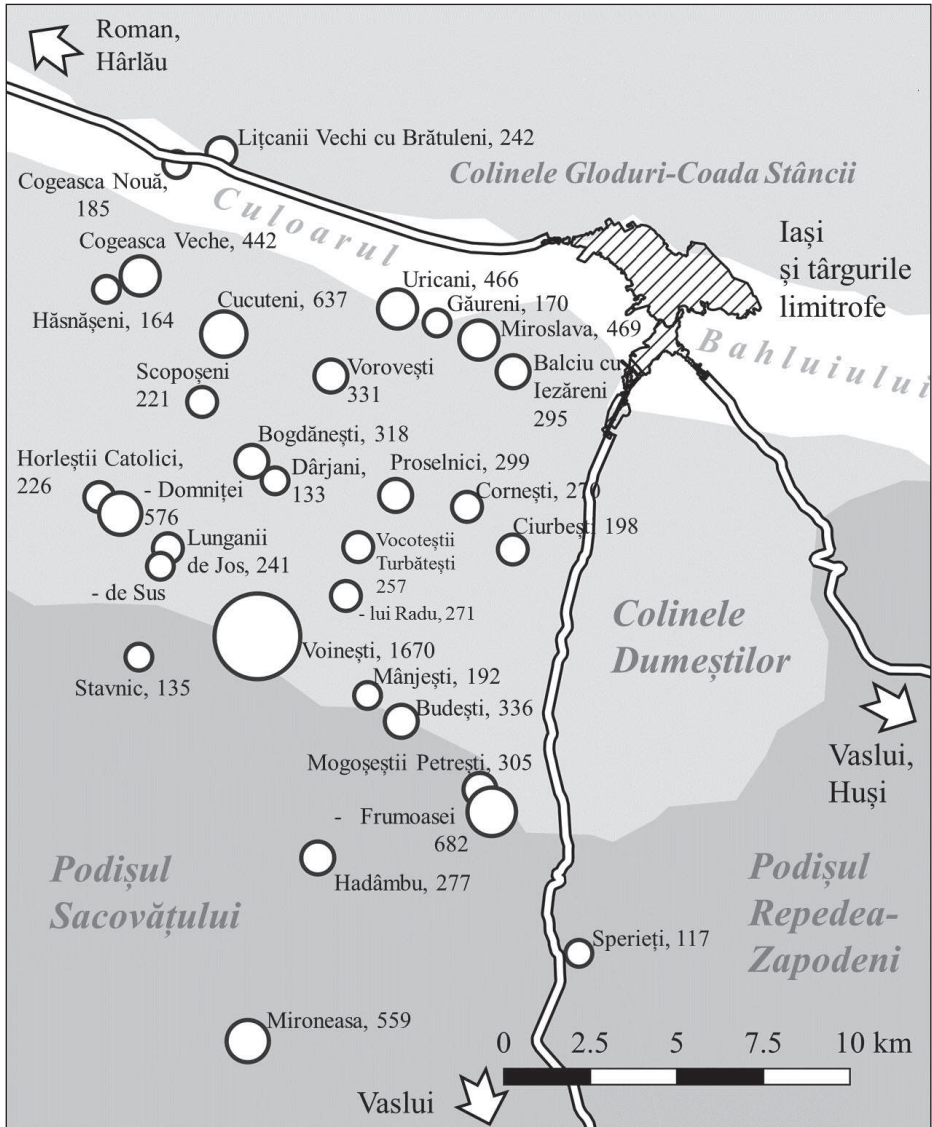 Roman,
Hârlău
Lițcanii Vechi cu Brătuleni, 242
Colinele Gloduri-Coada Stâncii
Cogeasca Nouă,
185
Culoarul
Iași
și târgurile
limitrofe
Cogeasca Veche, 442
Hăsnășeni, 164
Cucuteni, 637
Uricani, 466
Găureni, 170
Miroslava, 469
Bahluiului
Scopoșeni
221
Vorovești
331
Balciu cu
Iezăreni
295
Bogdănești, 318
Horleștii Catolici,
226
- Domniței
576
Dârjani,
133
Proselnici, 299
Cornești, 270
Ciurbești 198
Lunganii
de Jos, 241
- de Sus
Vocoteștii
Turbătești
257
- lui Radu, 271
Colinele
Dumeștilor
Voinești, 1670
Stavnic, 135
Mânjești, 192
Budești, 336
Mogoșeștii Petrești, 305
- Frumoasei
682
Vaslui,
Huși
Hadâmbu, 277
Podișul
Sacovățului
Podișul
Repedea-
Zapodeni
Sperieți, 117
Mironeasa, 559
0 2.5 5 7.5 10 km
Vaslui